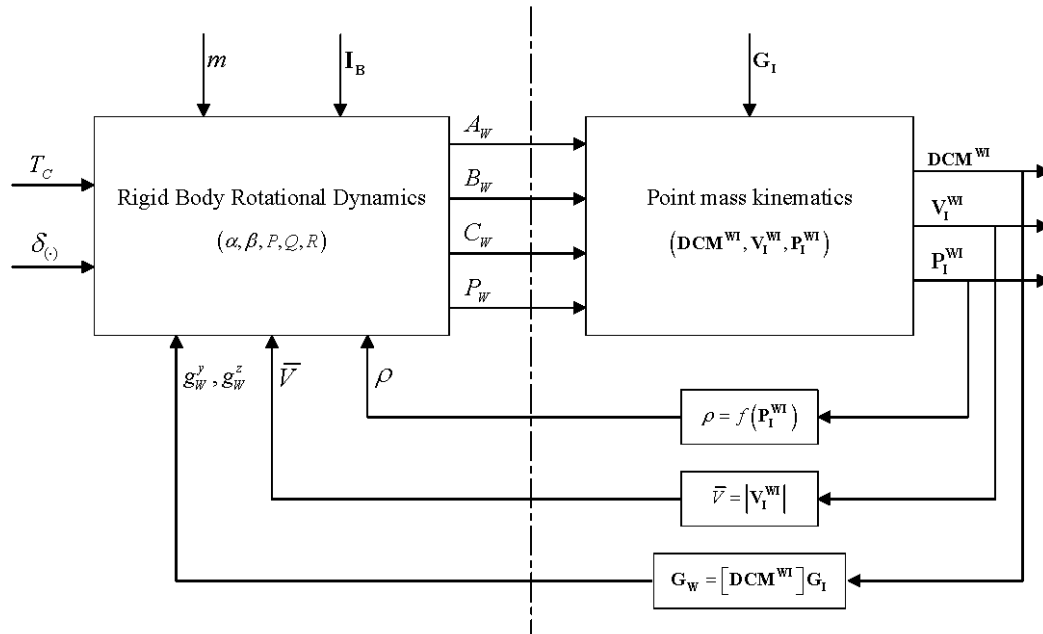 m
I_B
G_I
T_C
δ_(·)
Rigid Body Rotational Dynamics
(α, β, P, Q, R)
A_W
B_W
C_W
P_W
Point mass kinematics
(DCM^WI, V_I^WI, P_I^WI)
DCM^WI
V_I^WI
P_I^WI
g_W^y, g_W^z
V̅
ρ
ρ = f(P_I^WI)
V̅ = |V_I^WI|
G_W = [DCM^WI]G_I